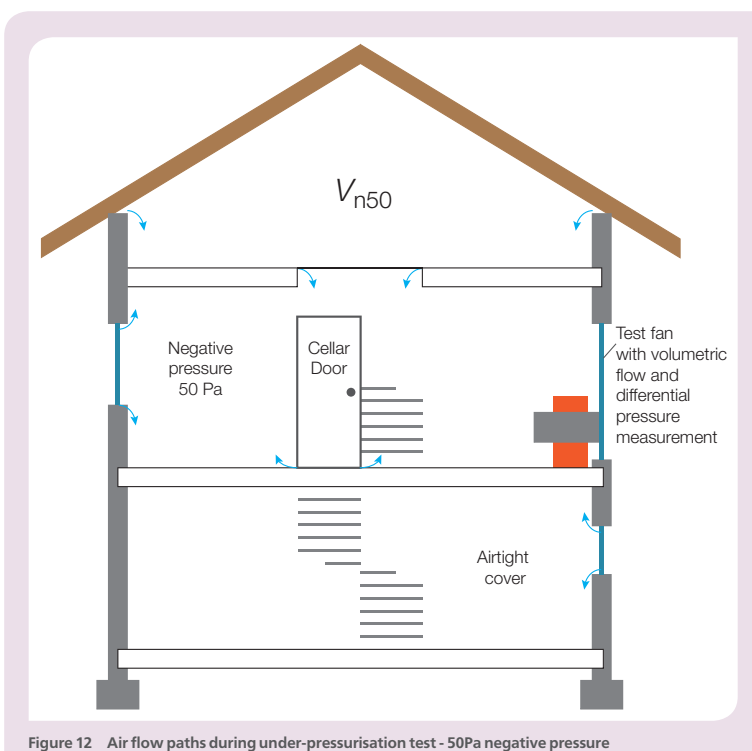 Vn50
Negative
pressure
50 Pa
Cellar
Door
Test fan
with volumetric
flow and
differential
pressure
measurement
Airtight
cover
Figure 12 Air flow paths during under-pressurisation test - 50Pa negative pressure